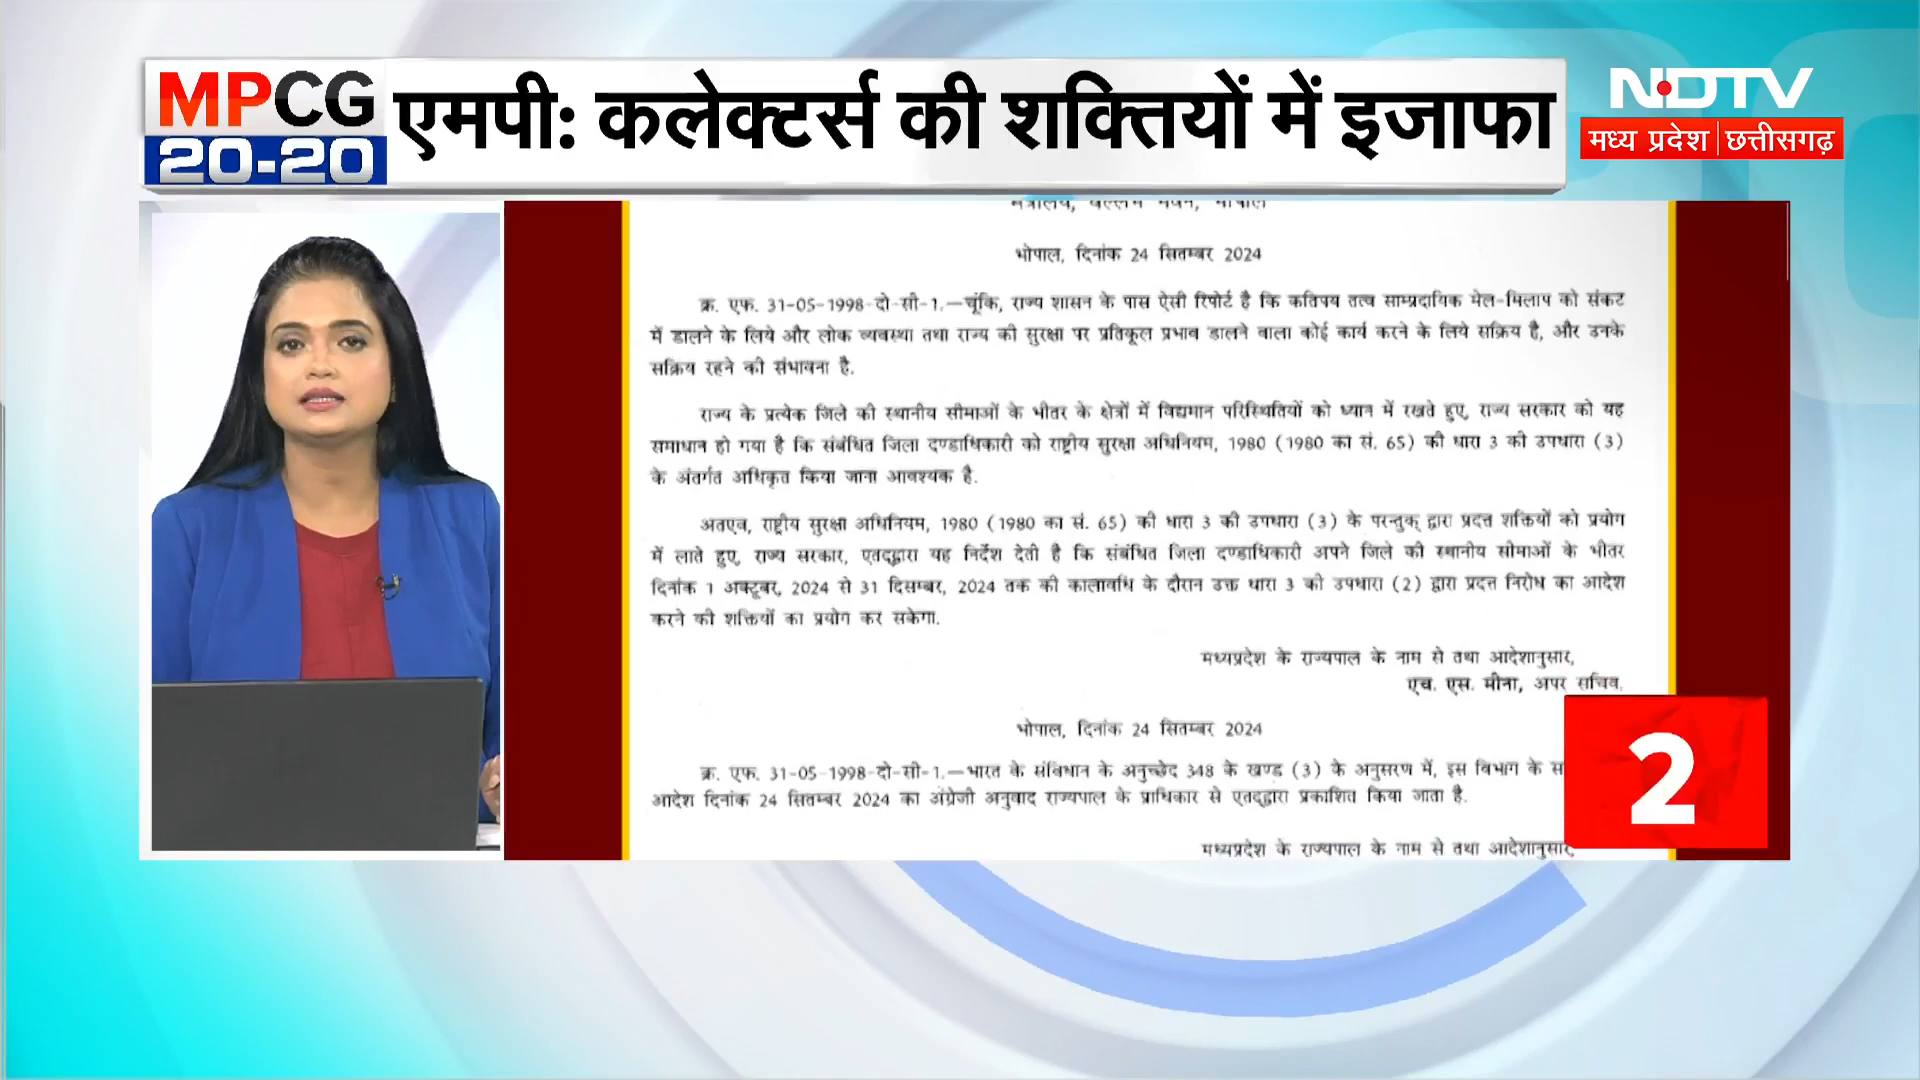 MPCG
20-20
एमपी: कलेक्टर्स की शक्तियों में इजाफा
NDTV
मध्य प्रदेश | छत्तीसगढ़
मंत्रालय, वल्लभ भवन, भोपाल
भोपाल, दिनांक 24 सितम्बर 2024
क्र. एफ. 31-05-1998-दो-सी-1.—चूंकि, राज्य शासन के पास ऐसी रिपोर्ट है कि कतिपय तत्व साम्प्रदायिक मेल-मिलाप को संकट
में डालने के लिये और लोक व्यवस्था तथा राज्य की सुरक्षा पर प्रतिकूल प्रभाव डालने वाला कोई कार्य करने के लिये सक्रिय है, और उनके
सक्रिय रहने की संभावना है.
राज्य के प्रत्येक जिले की स्थानीय सीमाओं के भीतर के क्षेत्रों में विद्यमान परिस्थितियों को ध्यान में रखते हुए, राज्य सरकार को यह
समाधान हो गया है कि संबंधित जिला दण्डाधिकारी को राष्ट्रीय सुरक्षा अधिनियम, 1980 (1980 का सं. 65) की धारा 3 की उपधारा (3)
के अंतर्गत अधिकृत किया जाना आवश्यक है.
अतएव, राष्ट्रीय सुरक्षा अधिनियम, 1980 (1980 का सं. 65) की धारा 3 की उपधारा (3) के परन्तुक् द्वारा प्रदत्त शक्तियों को प्रयोग
में लाते हुए, राज्य सरकार, एतद्द्वारा यह निर्देश देती है कि संबंधित जिला दण्डाधिकारी अपने जिले की स्थानीय सीमाओं के भीतर
दिनांक 1 अक्टूबर, 2024 से 31 दिसम्बर, 2024 तक की कालावधि के दौरान उक्त धारा 3 की उपधारा (2) द्वारा प्रदत्त निरोध का आदेश
करने की शक्तियों का प्रयोग कर सकेगा.
मध्यप्रदेश के राज्यपाल के नाम से तथा आदेशानुसार,
एच. एस. मीना, अपर सचिव.
भोपाल, दिनांक 24 सितम्बर 2024
क्र. एफ. 31-05-1998-दो-सी-1.—भारत के संविधान के अनुच्छेद 348 के खण्ड (3) के अनुसरण में, इस विभाग के
आदेश दिनांक 24 सितम्बर 2024 का अंग्रेजी अनुवाद राज्यपाल के प्राधिकार से एतद्द्वारा प्रकाशित किया जाता है.
मध्यप्रदेश के राज्यपाल के नाम से तथा आदेशानुसार,
2